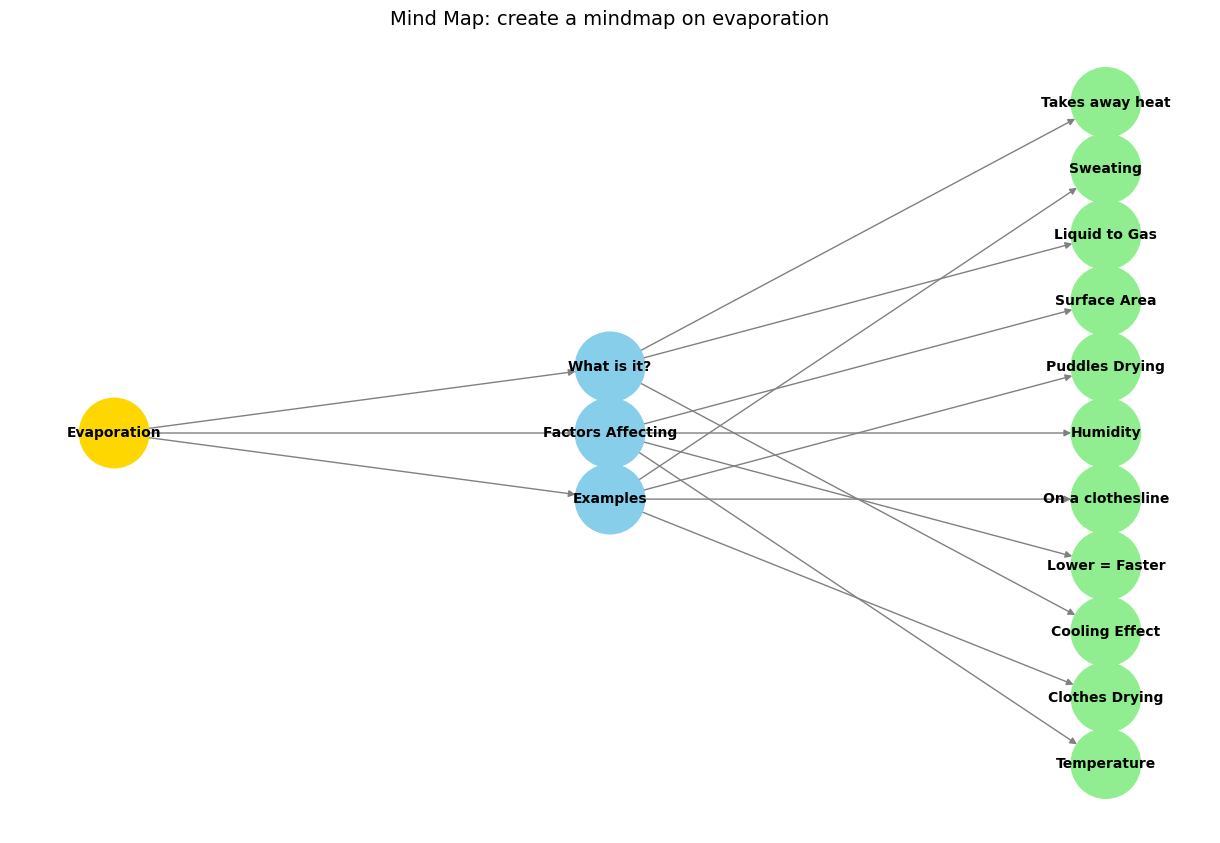 Mind Map: create a mindmap on evaporation
Evaporation
What is it?
Factors Affecting
Examples
Takes away heat
Sweating
Liquid to Gas
Surface Area
Puddles Drying
Humidity
On a clothesline
Lower = Faster
Cooling Effect
Clothes Drying
Temperature